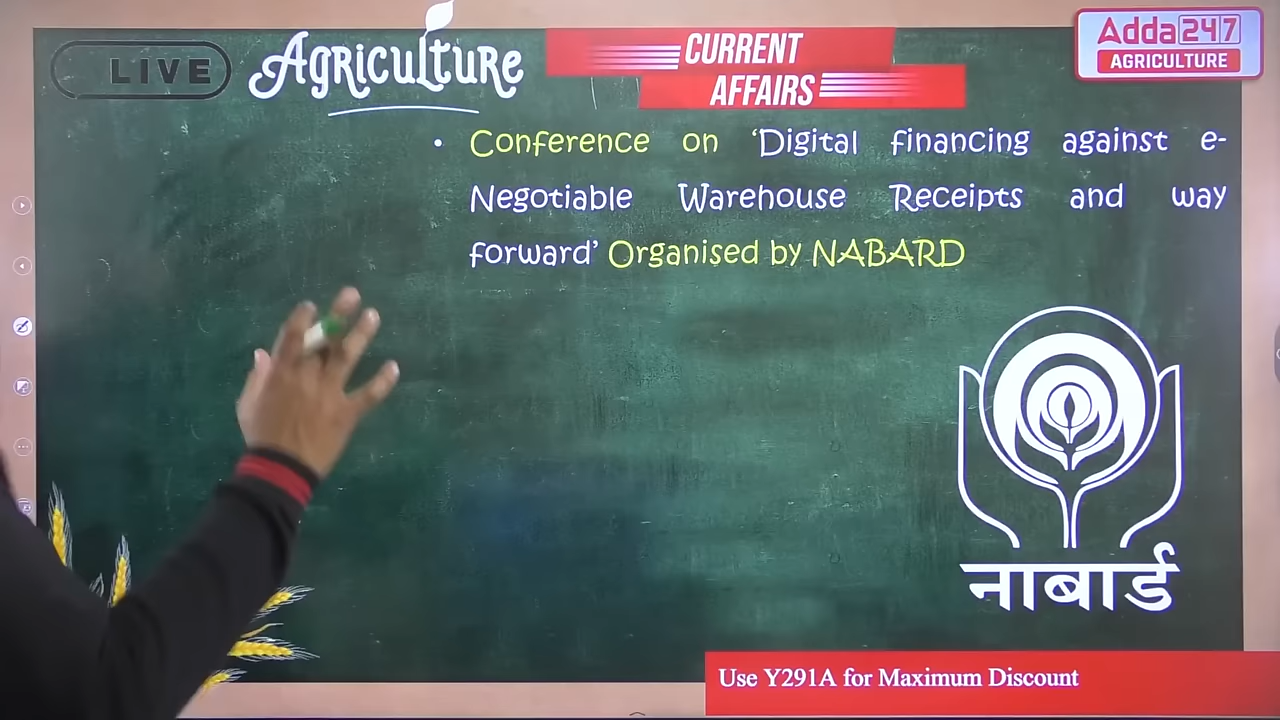 LIVE
Agriculture
CURRENT
AFFAIRS
Adda247
AGRICULTURE
• Conference on ‘Digital financing against e-
Negotiable Warehouse Receipts and way
forward’ Organised by NABARD
नाबार्ड
Use Y291A for Maximum Discount